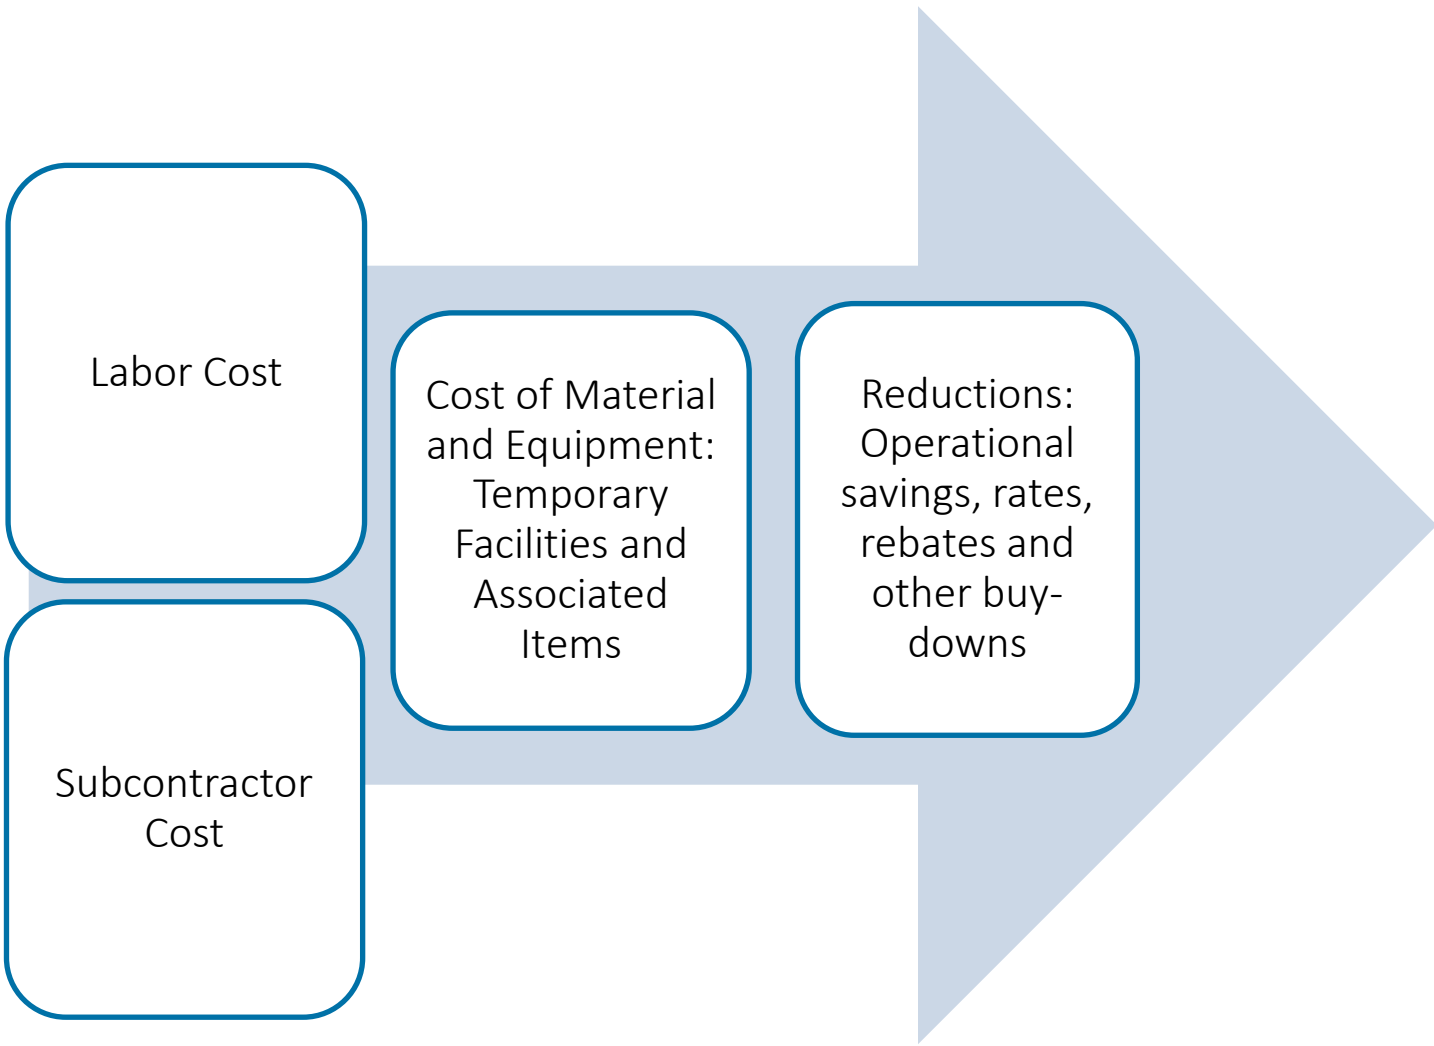 Labor Cost
Subcontractor
Cost
Cost of Material
and Equipment:
Temporary
Facilities and
Associated
Items
Reductions:
Operational
savings, rates,
rebates and
other buy-
downs